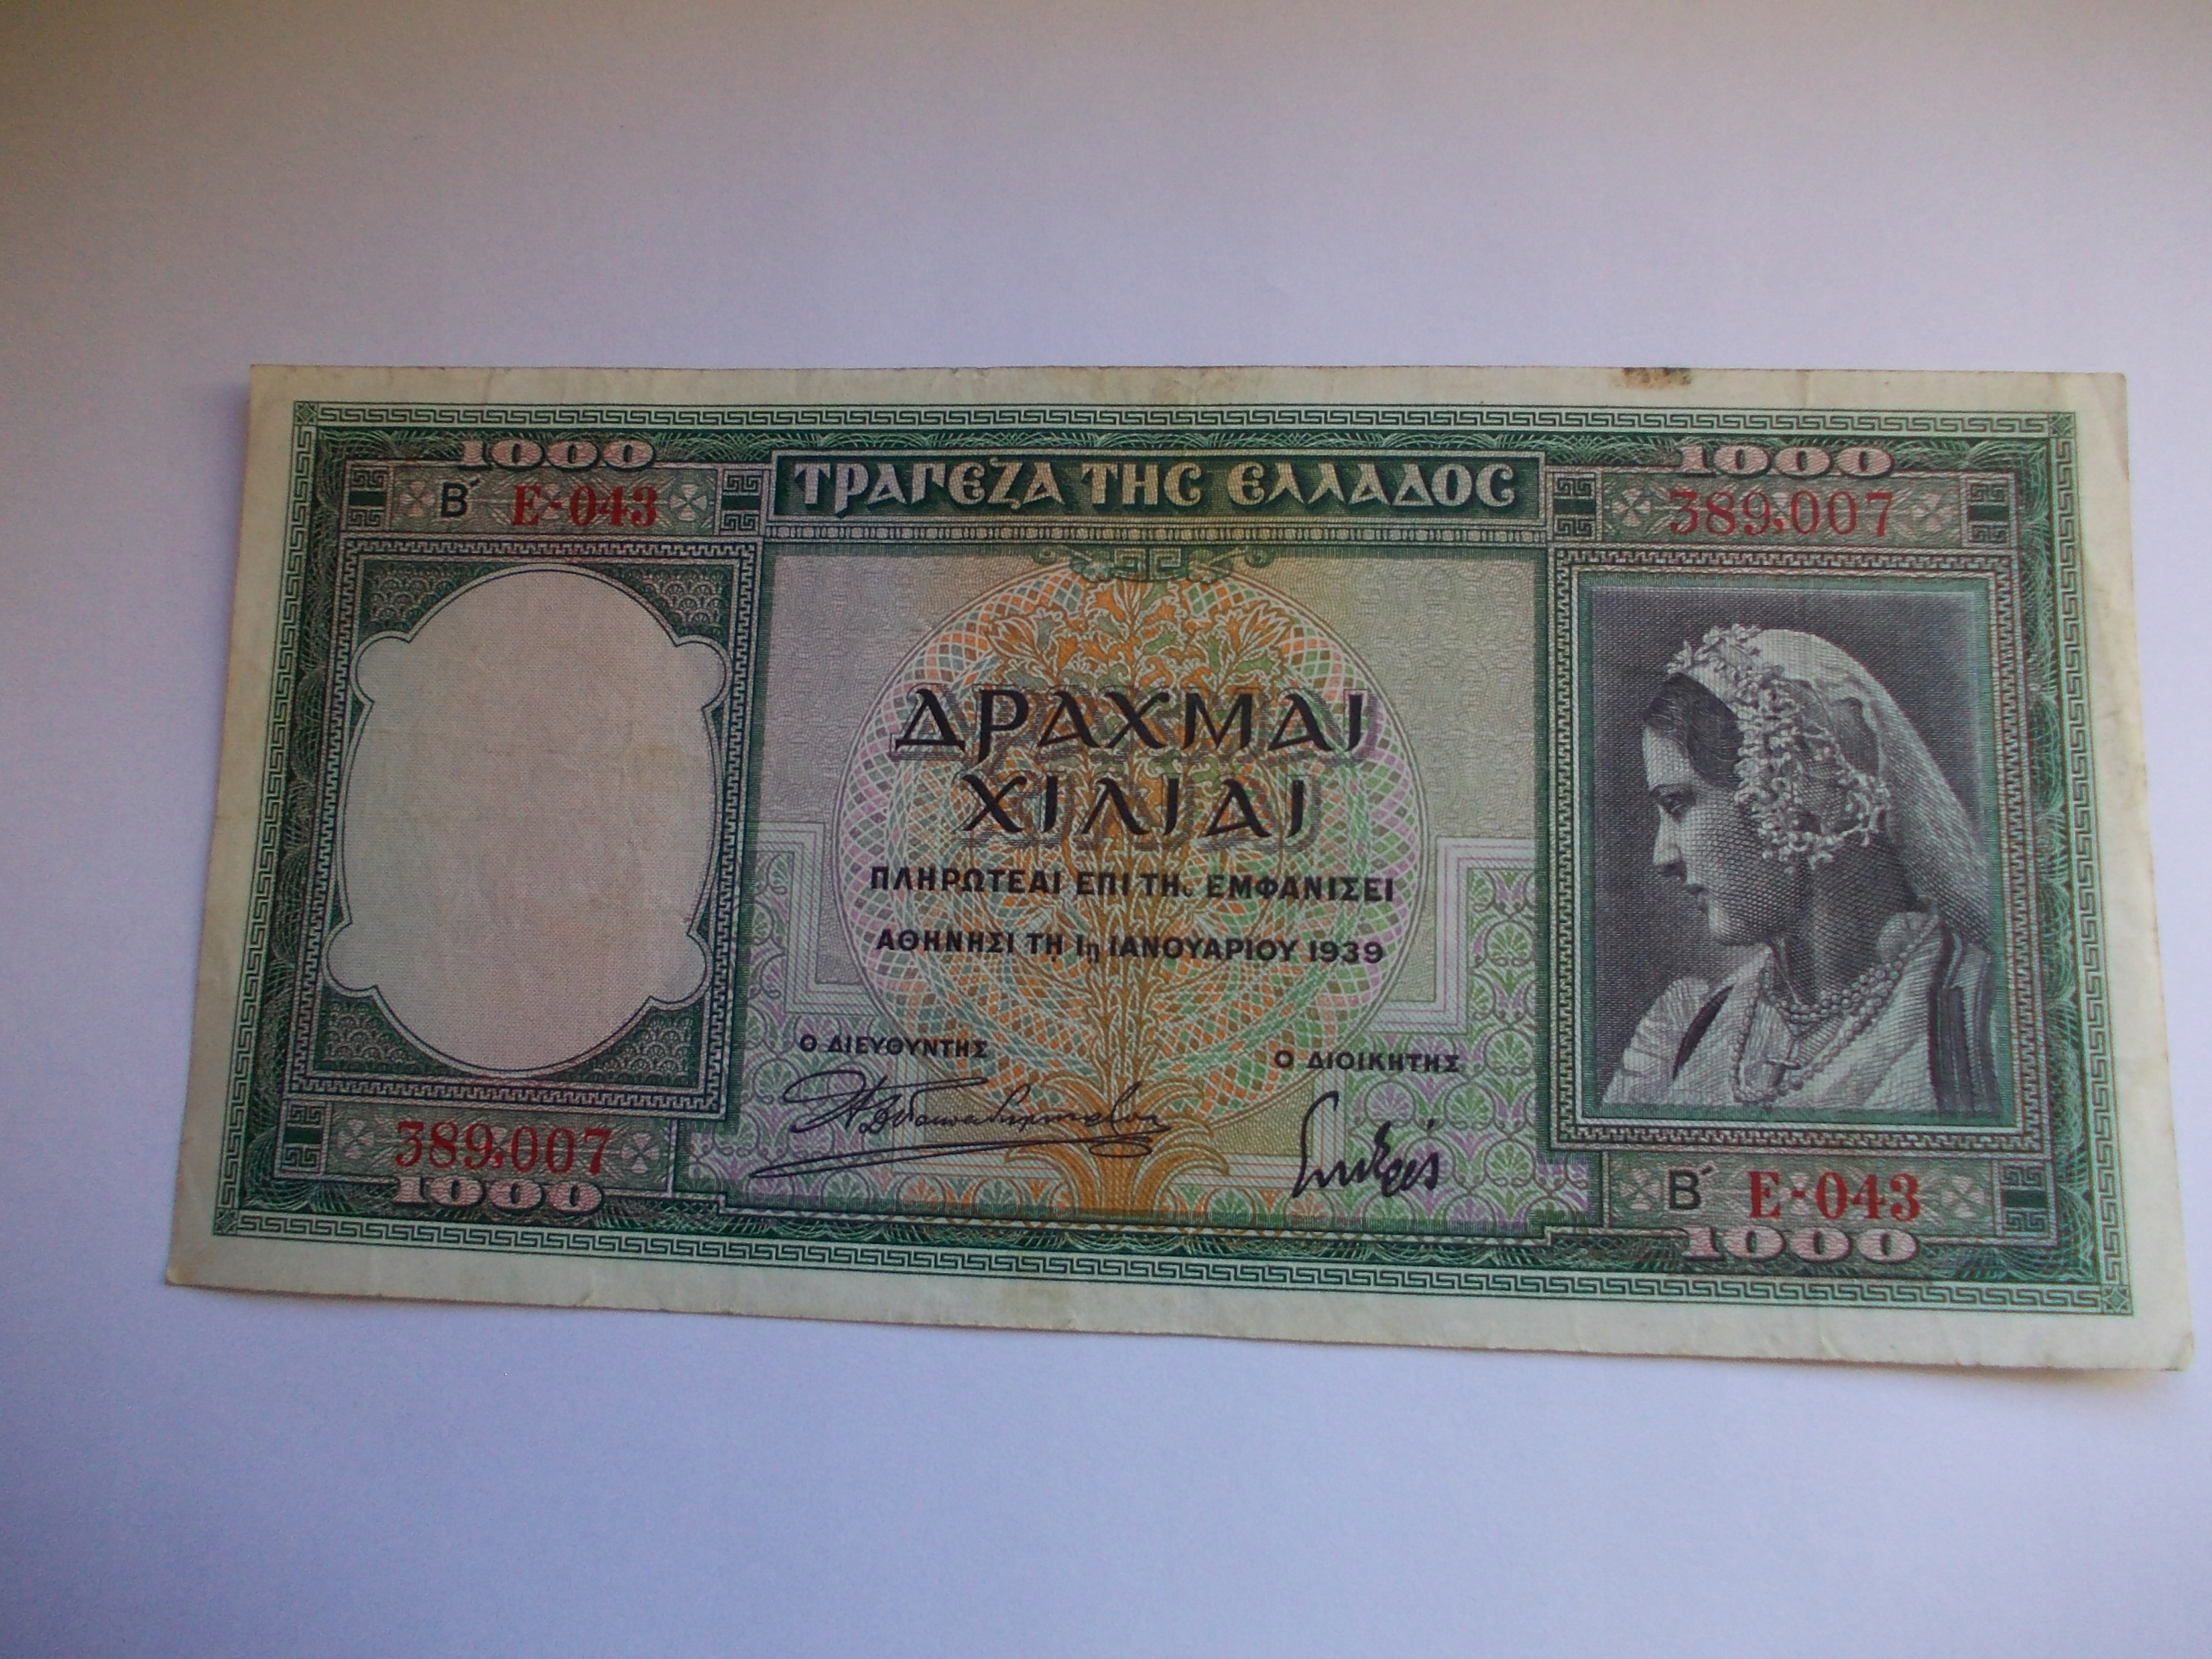 1000
1000
Β΄ Ε-043
ΤΡΑΠΕΖΑ ΤΗΣ ΕΛΛΑΔΟΣ
389,007
ΔΡΑΧΜΑΙ
ΧΙΛΙΑΙ
ΠΛΗΡΩΤΕΑΙ ΕΠΙ ΤΗι ΕΜΦΑΝΙΣΕΙ
ΑΘΗΝΗΣΙ ΤΗ 1η ΙΑΝΟΥΑΡΙΟΥ 1939
Ο ΔΙΕΥΘΥΝΤΗΣ
Ο ΔΙΟΙΚΗΤΗΣ
389,007
Β΄ Ε-043
1000
1000